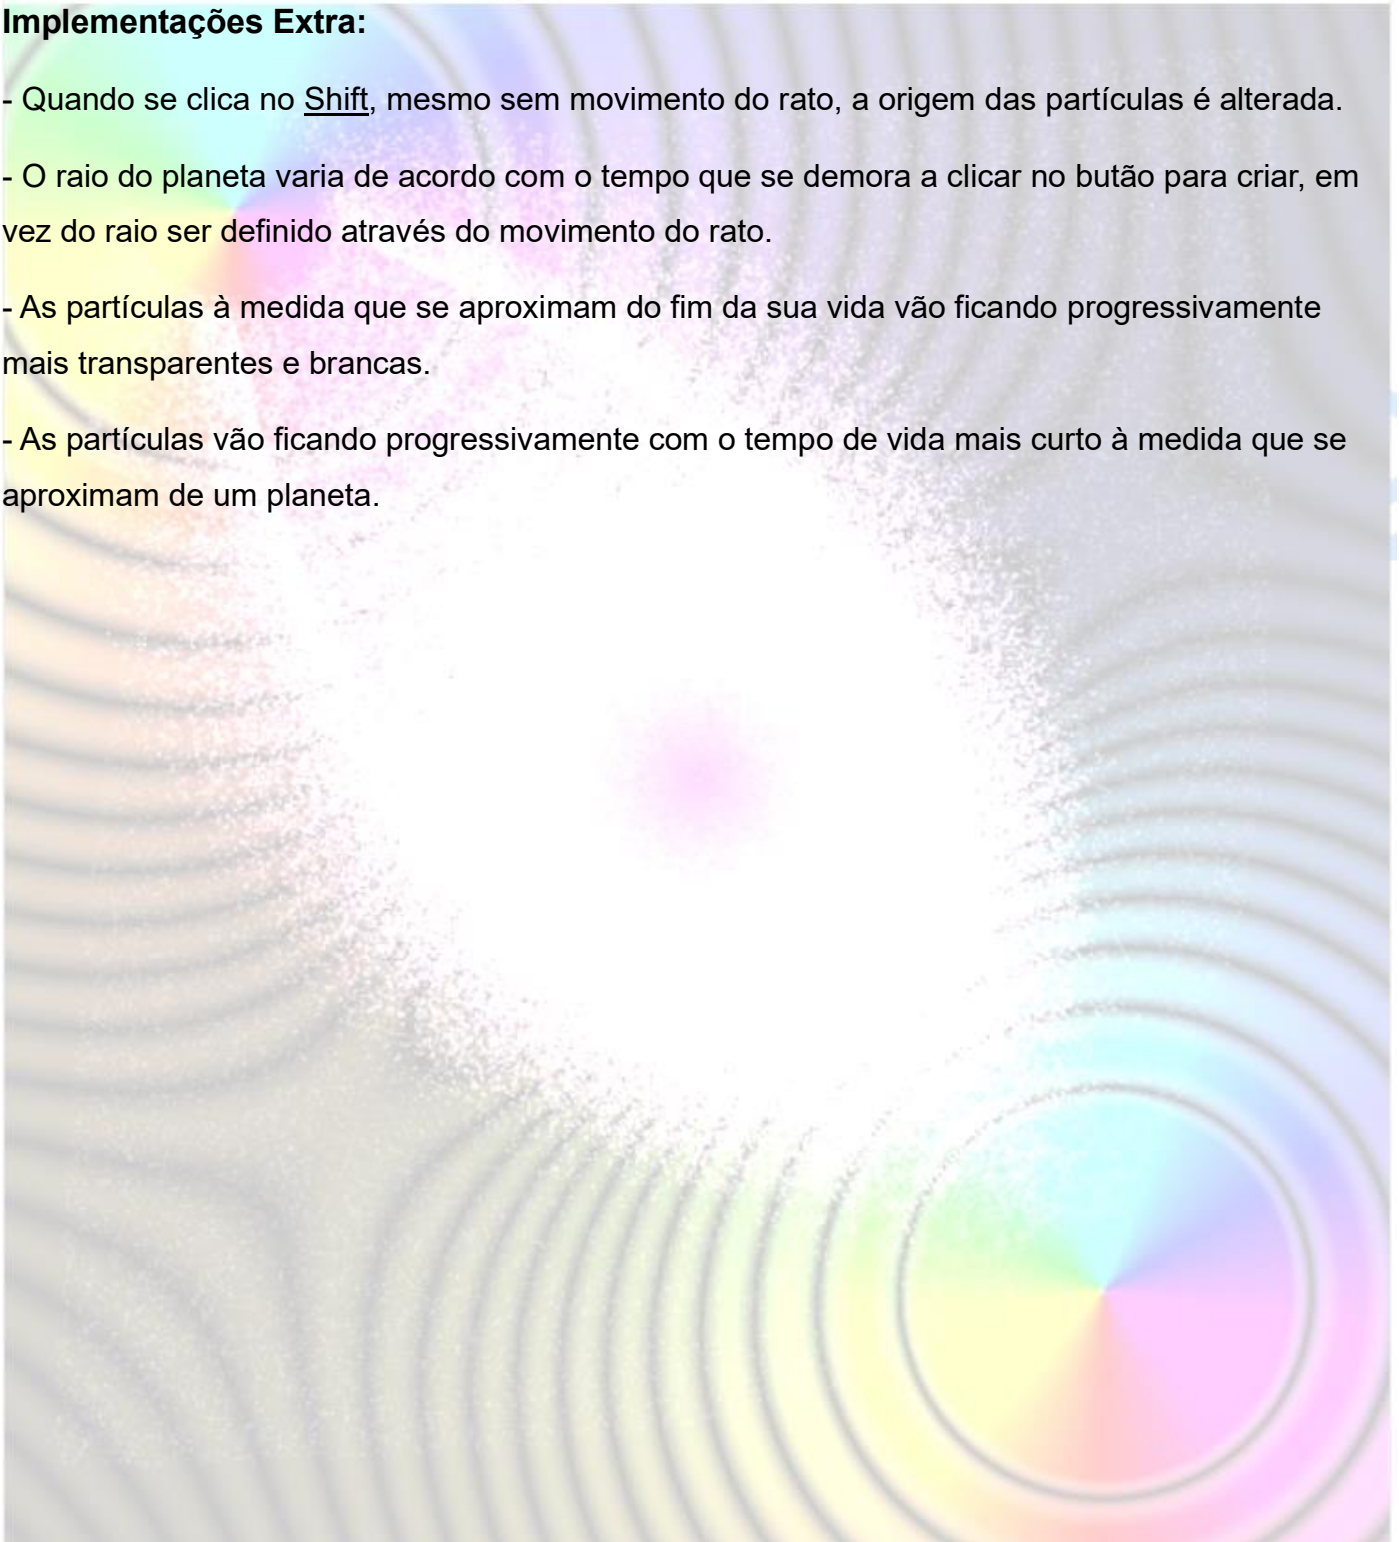 Implementações Extra:
- Quando se clica no Shift, mesmo sem movimento do rato, a origem das partículas é alterada.
- O raio do planeta varia de acordo com o tempo que se demora a clicar no butão para criar, em
vez do raio ser definido através do movimento do rato.
- As partículas à medida que se aproximam do fim da sua vida vão ficando progressivamente
mais transparentes e brancas.
- As partículas vão ficando progressivamente com o tempo de vida mais curto à medida que se
aproximam de um planeta.